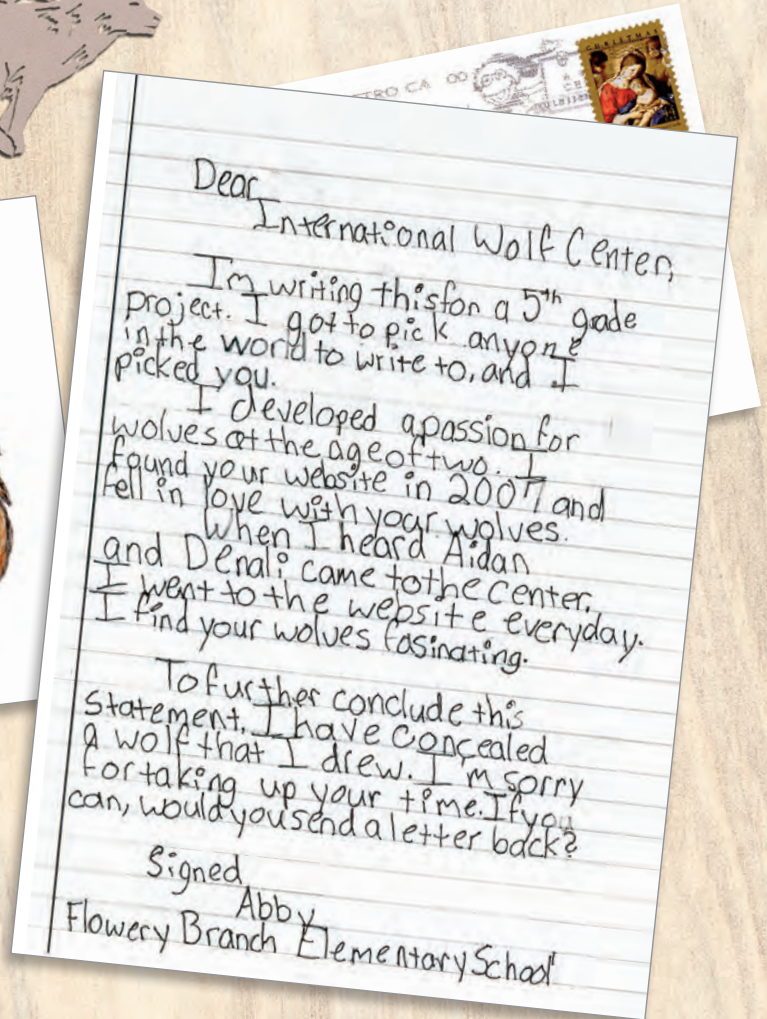 TRO CA 00
CHRISTMAS
Dear
International Wolf Center,
I'm writing this for a 5th grade
project. I got to pick anyone
in the world to write to, and I
picked you.
I developed a passion for
wolves at the age of two. I
found your website in 2007 and
fell in love with your wolves.
When I heard Aidan
and Denali came to the center,
I went to the website everyday.
I find your wolves fasinating.
To further conclude this
statement, I have concealed
a wolf that I drew. I'm sorry
for taking up your time. If you
can, would you send a letter back?
Signed
Abby
Flowery Branch Elementary School